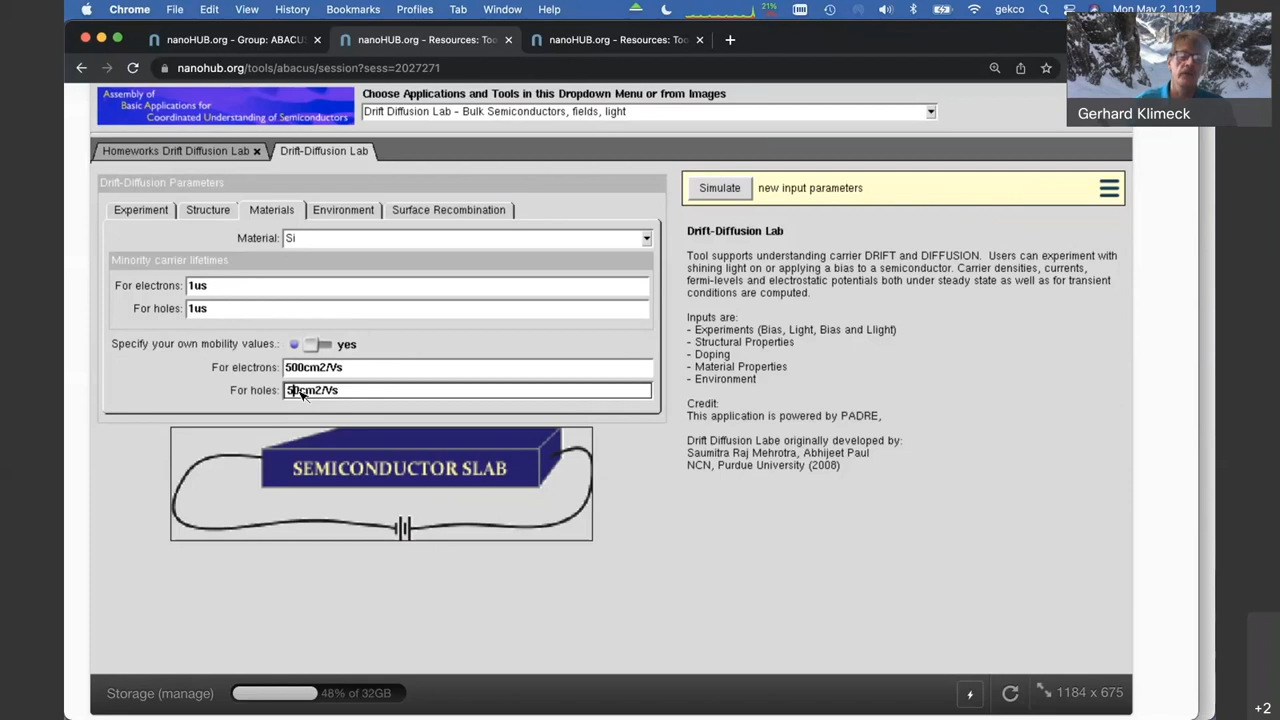 Chrome File Edit View History Bookmarks Profiles Tab Window Help 21% Mon May 2 10:12
nanoHUB.org - Group: ABACU × nanoHUB.org - Resources: Too × nanoHUB.org - Resources: Too × +
nanohub.org/tools/abacus/session?sess=2027271
Gerhard Klimeck
Assembly of
Basic Applications for
Coordinated Understanding of Semiconductors
Choose Applications and Tools in this Dropdown Menu or from Images
Drift Diffusion Lab - Bulk Semiconductors, fields, light
Homeworks Drift Diffusion Lab × Drift-Diffusion Lab
Drift-Diffusion Parameters
Experiment Structure Materials Environment Surface Recombination
Material: Si
Minority carrier lifetimes
For electrons: 1us
For holes: 1us
Specify your own mobility values.: yes
For electrons: 500cm2/Vs
For holes: 50cm2/Vs
SEMICONDUCTOR SLAB
Simulate new input parameters
Drift-Diffusion Lab
Tool supports understanding carrier DRIFT and DIFFUSION. Users can experiment with
shining light on or applying a bias to a semiconductor. Carrier densities, currents,
fermi-levels and electrostatic potentials both under steady state as well as for transient
conditions are computed.
Inputs are:
- Experiments (Bias, Light, Bias and Llight)
- Structural Properties
- Doping
- Material Properties
- Environment
Credit:
This application is powered by PADRE,
Drift Diffusion Labe originally developed by:
Saumitra Raj Mehrotra, Abhijeet Paul
NCN, Purdue University (2008)
Storage (manage) 48% of 32GB 1184 x 675
+2